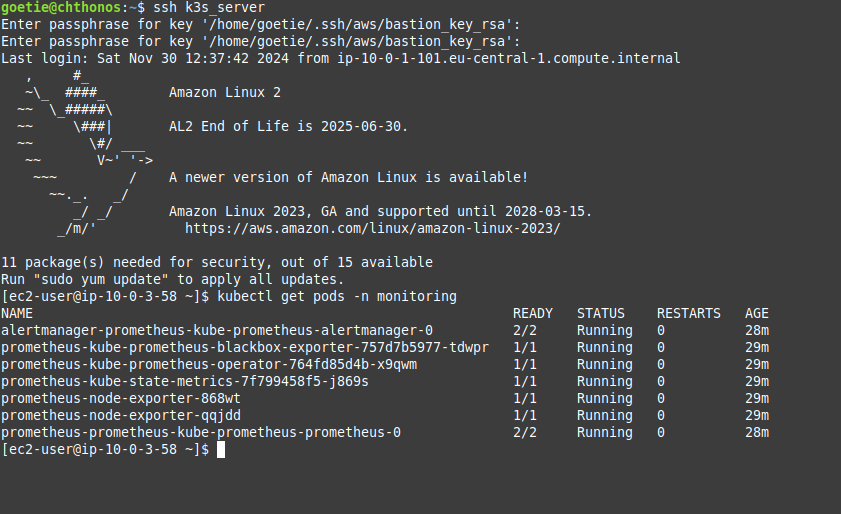 goetie@chthonos:~$ ssh k3s_server
Enter passphrase for key '/home/goetie/.ssh/aws/bastion_key_rsa':
Enter passphrase for key '/home/goetie/.ssh/aws/bastion_key_rsa':
Last login: Sat Nov 30 12:37:42 2024 from ip-10-0-1-101.eu-central-1.compute.internal
   ,     #_
   ~\_  ####_        Amazon Linux 2
  ~~  \_#####\
  ~~     \###|       AL2 End of Life is 2025-06-30.
  ~~       \#/ ___
   ~~       V~' '->
    ~~~         /    A newer version of Amazon Linux is available!
      ~~._.   _/
         _/ _/       Amazon Linux 2023, GA and supported until 2028-03-15.
       _/m/'           https://aws.amazon.com/linux/amazon-linux-2023/

11 package(s) needed for security, out of 15 available
Run "sudo yum update" to apply all updates.
[ec2-user@ip-10-0-3-58 ~]$ kubectl get pods -n monitoring
NAME                                                            READY   STATUS    RESTARTS   AGE
alertmanager-prometheus-kube-prometheus-alertmanager-0          2/2     Running   0          28m
prometheus-kube-prometheus-blackbox-exporter-757d7b5977-tdwpr   1/1     Running   0          29m
prometheus-kube-prometheus-operator-764fd85d4b-x9qwm            1/1     Running   0          29m
prometheus-kube-state-metrics-7f799458f5-j869s                  1/1     Running   0          29m
prometheus-node-exporter-868wt                                  1/1     Running   0          29m
prometheus-node-exporter-qqjdd                                  1/1     Running   0          29m
prometheus-prometheus-kube-prometheus-prometheus-0              2/2     Running   0          28m
[ec2-user@ip-10-0-3-58 ~]$